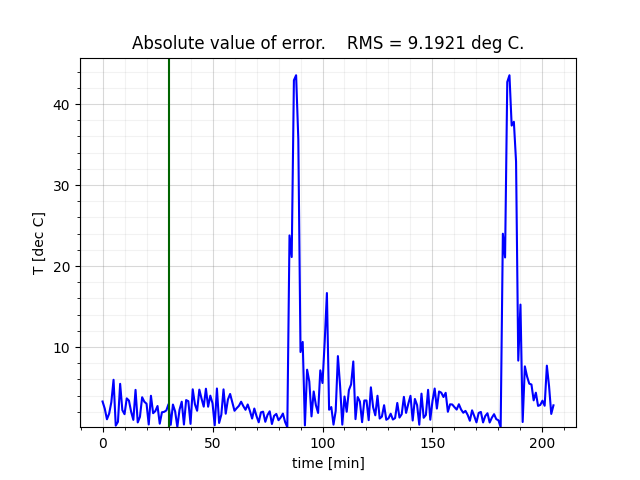 Absolute value of error. RMS = 9.1921 deg C.
40
30
20
10
T [dec C]
0 50 100 150 200
time [min]